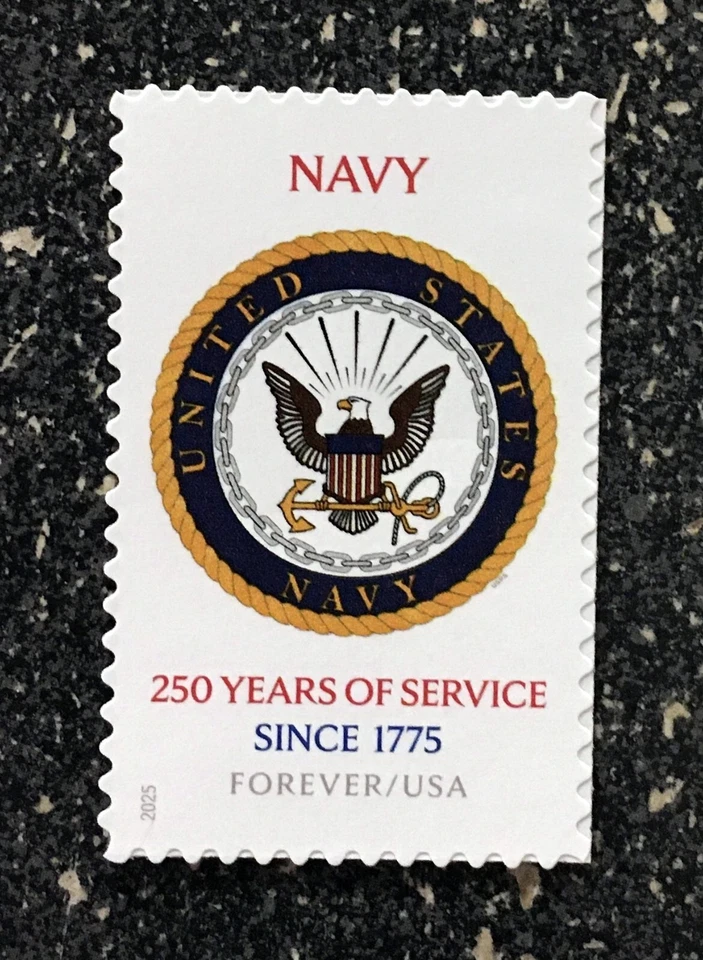 NAVY
UNITED STATES
NAVY
250 YEARS OF SERVICE
SINCE 1775
FOREVER/USA
2025